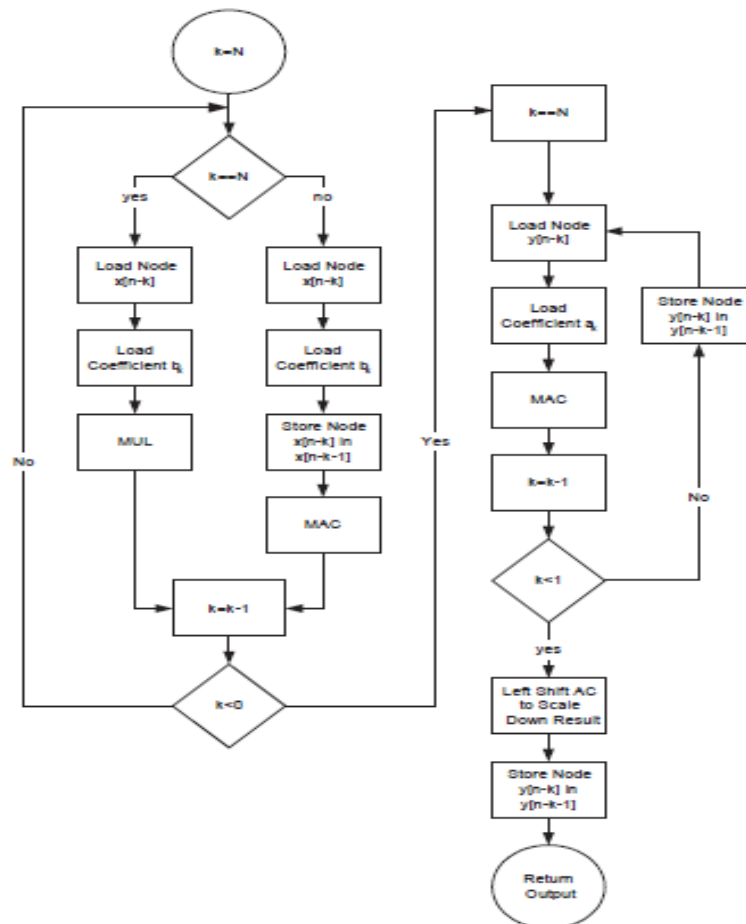 k=N
k==N
yes
no
Load Node
x[n-k]
Load
Coefficient bk
MUL
Load Node
x[n-k]
Load
Coefficient bk
Store Node
x[n-k] in
x[n-k-1]
MAC
k=k-1
k<0
No
Yes
k==N
Load Node
y[n-k]
Load
Coefficient ak
MAC
k=k-1
k<1
No
Store Node
y[n-k] in
y[n-k-1]
yes
Left Shift AC
to Scale
Down Result
Store Node
y[n-k] in
y[n-k-1]
Return
Output